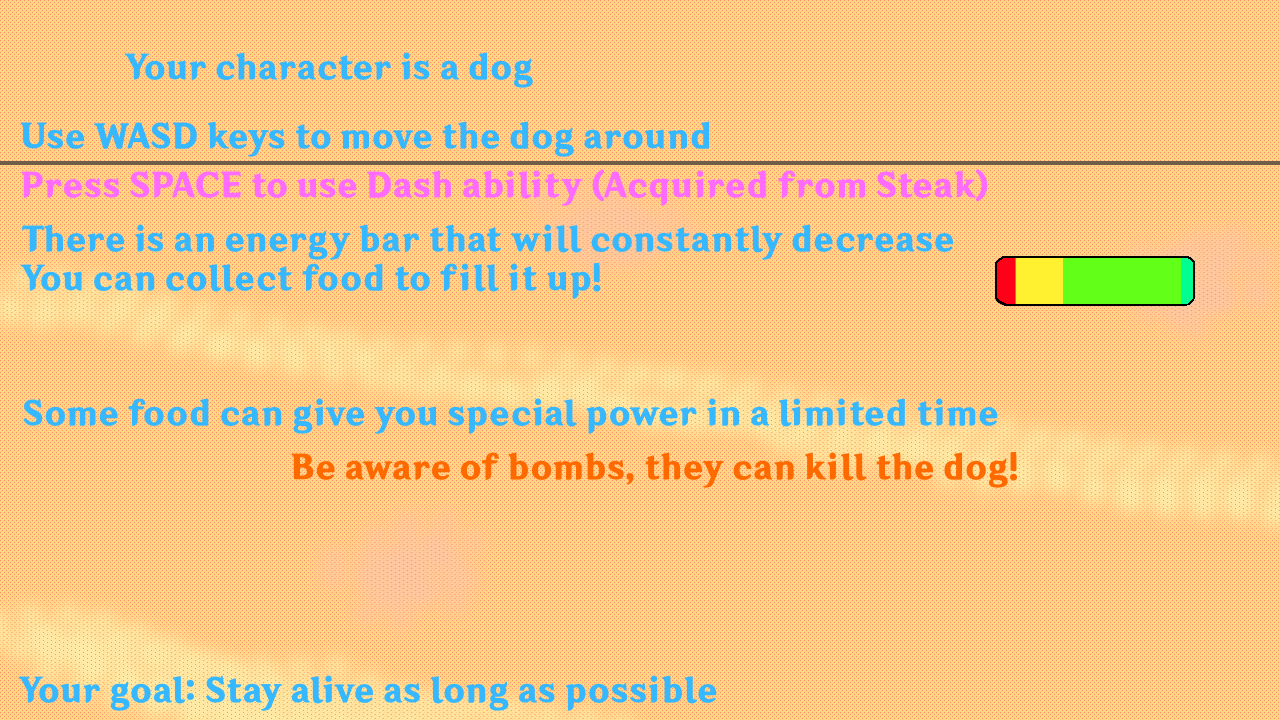 Your character is a dog
Use WASD keys to move the dog around
Press SPACE to use Dash ability (Acquired from Steak)
There is an energy bar that will constantly decrease
You can collect food to fill it up!
Some food can give you special power in a limited time
Be aware of bombs, they can kill the dog!
Your goal: Stay alive as long as possible